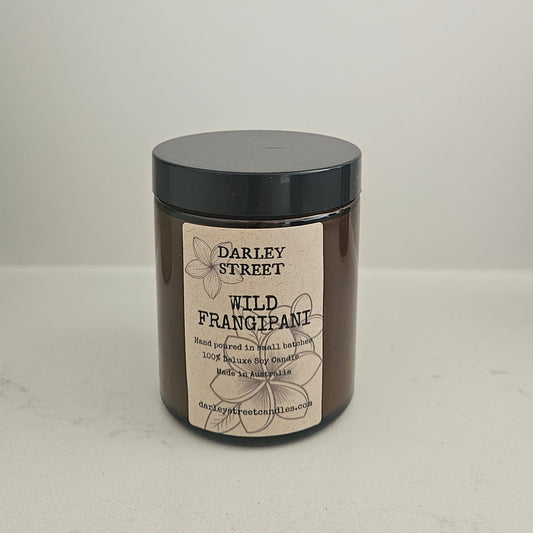 DARLEY
STREET
WILD
FRANGIPANI
Hand poured in small batches
100% Deluxe Soy Candle
Made in Australia
darleystreetcandles.com